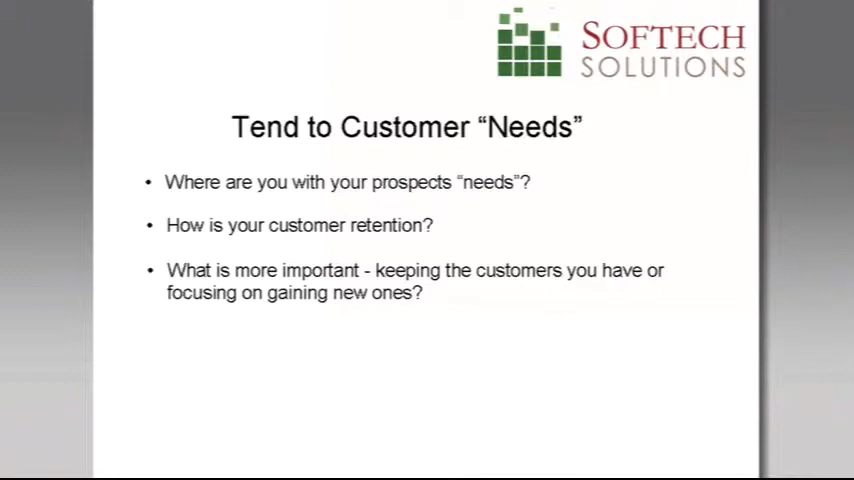 SOFTECH
SOLUTIONS
Tend to Customer “Needs”
• Where are you with your prospects “needs”?
• How is your customer retention?
• What is more important - keeping the customers you have or
focusing on gaining new ones?